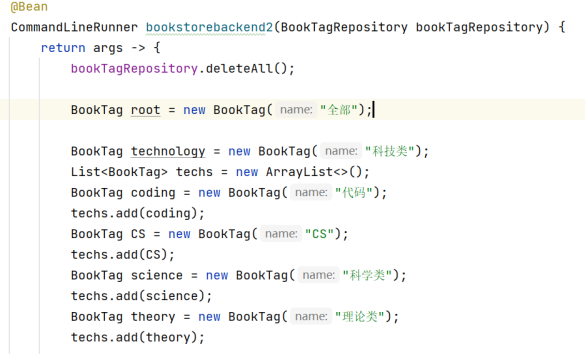 @Bean
CommandLineRunner bookstorebackend2(BookTagRepository bookTagRepository) {
return args -> {
bookTagRepository.deleteAll();
BookTag root = new BookTag( name: "全部");
BookTag technology = new BookTag( name: "科技类");
List<BookTag> techs = new ArrayList<>();
BookTag coding = new BookTag( name: "代码");
techs.add(coding);
BookTag CS = new BookTag( name: "CS");
techs.add(CS);
BookTag science = new BookTag( name: "科学类");
techs.add(science);
BookTag theory = new BookTag( name: "理论类");
techs.add(theory);